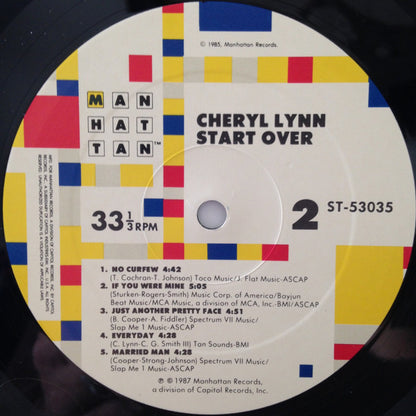 © 1985, Manhattan Records.
MAN
HAT
TAN™
CHERYL LYNN
START OVER
33 1/3 RPM
2 ST-53035
1. NO CURFEW 4:42
(T. Cochran-T. Johnson) Toco Music/J. Flat Music-ASCAP
2. IF YOU WERE MINE 5:05
(Sturken-Rogers-Smith) Music Corp. of America/Bayjun
Beat Music/MCA Music, a division of MCA, Inc.-BMI/ASCAP
3. JUST ANOTHER PRETTY FACE 4:51
(B. Cooper-A. Fiddler) Spectrum VII Music/
Slap Me 1 Music-ASCAP
4. EVERYDAY 4:28
(C. Lynn-C. G. Smith III) Tan Sounds-BMI
5. MARRIED MAN 4:28
(Cooper-Strong-Johnson) Spectrum VII Music/
Slap Me 1 Music-ASCAP
℗ © 1987 Manhattan Records,
a division of Capitol Records, Inc.